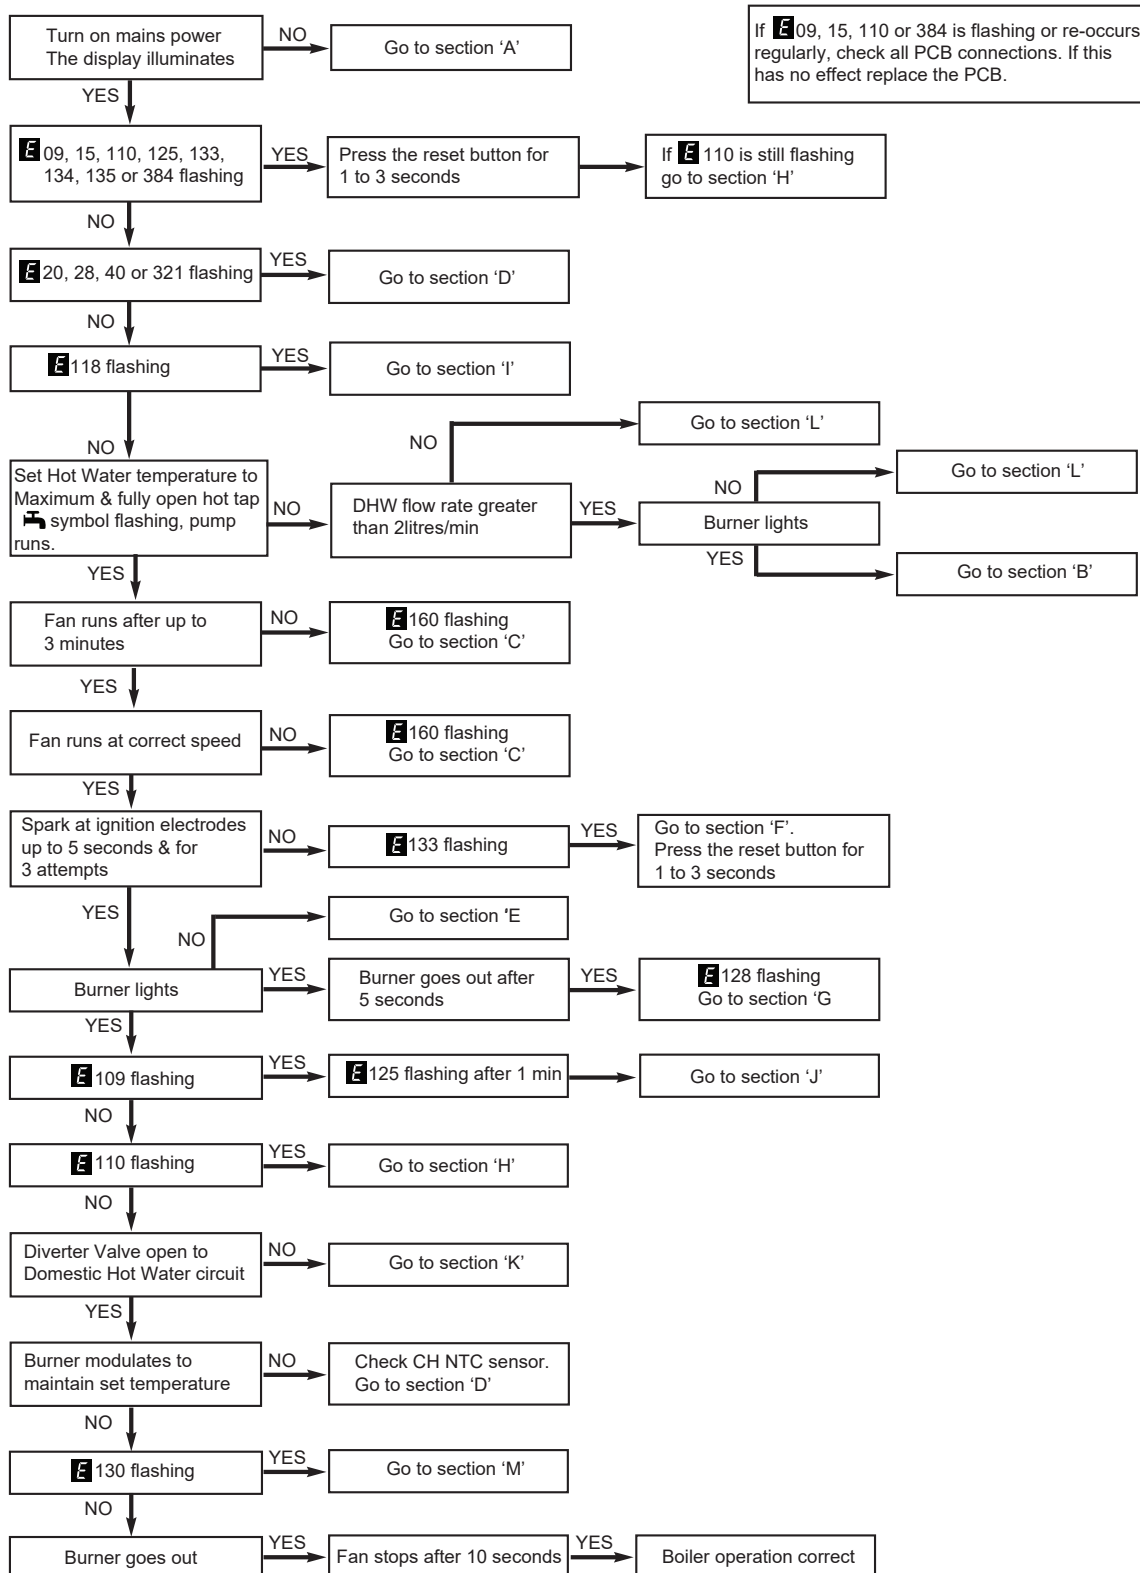 Turn on mains power
The display illuminates
NO
Go to section ‘A’
If E 09, 15, 110 or 384 is flashing or re-occurs
regularly, check all PCB connections. If this
has no effect replace the PCB.
YES
E 09, 15, 110, 125, 133,
134, 135 or 384 flashing
YES
Press the reset button for
1 to 3 seconds
If E 110 is still flashing
go to section ‘H’
NO
E 20, 28, 40 or 321 flashing
YES
Go to section ‘D’
NO
E 118 flashing
YES
Go to section ‘I’
NO
Set Hot Water temperature to
Maximum & fully open hot tap
symbol flashing, pump
runs.
NO
DHW flow rate greater
than 2litres/min
NO
Go to section ‘L’
YES
Burner lights
NO
Go to section ‘L’
YES
Go to section ‘B’
YES
Fan runs after up to
3 minutes
NO
E 160 flashing
Go to section ‘C’
YES
Fan runs at correct speed
NO
E 160 flashing
Go to section ‘C’
YES
Spark at ignition electrodes
up to 5 seconds & for
3 attempts
NO
E 133 flashing
YES
Go to section ‘F’.
Press the reset button for
1 to 3 seconds
YES
NO
Go to section 'E
Burner lights
YES
Burner goes out after
5 seconds
YES
E 128 flashing
Go to section ‘G
YES
E 109 flashing
YES
E 125 flashing after 1 min
Go to section ‘J’
NO
E 110 flashing
YES
Go to section ‘H’
NO
Diverter Valve open to
Domestic Hot Water circuit
NO
Go to section ‘K’
YES
Burner modulates to
maintain set temperature
NO
Check CH NTC sensor.
Go to section ‘D’
NO
E 130 flashing
YES
Go to section ‘M’
NO
Burner goes out
YES
Fan stops after 10 seconds
YES
Boiler operation correct